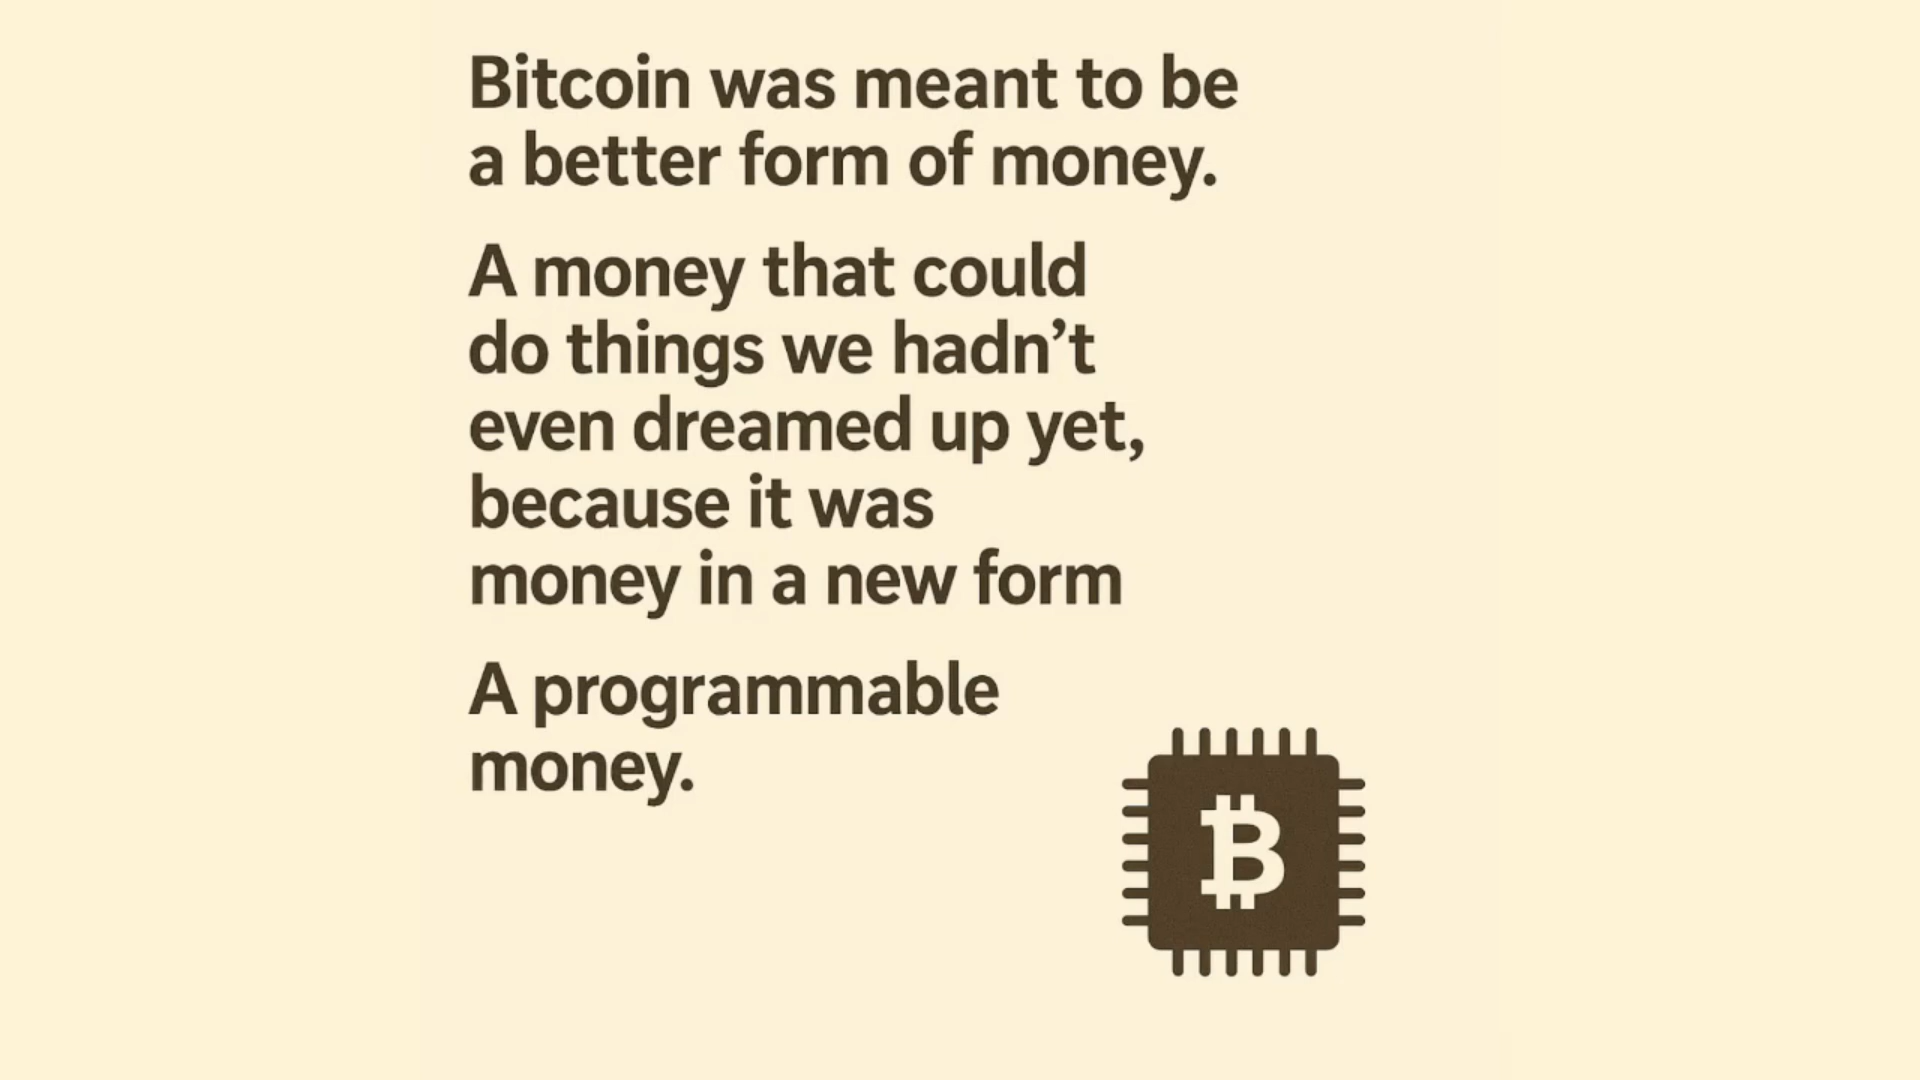 Bitcoin was meant to be
a better form of money.
A money that could
do things we hadn’t
even dreamed up yet,
because it was
money in a new form
A programmable
money.
₿